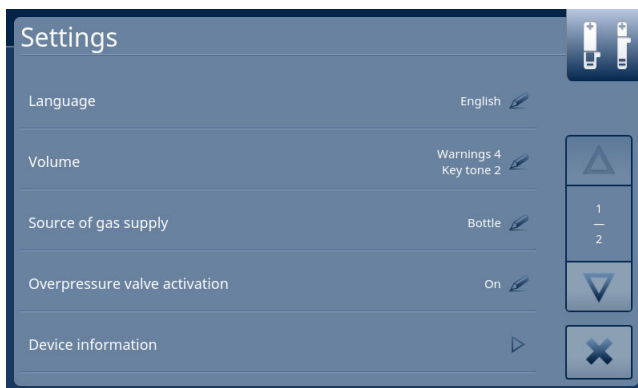 Settings
Language
English
Volume
Warnings 4
Key tone 2
Source of gas supply
Bottle
Overpressure valve activation
On
Device information
1
2